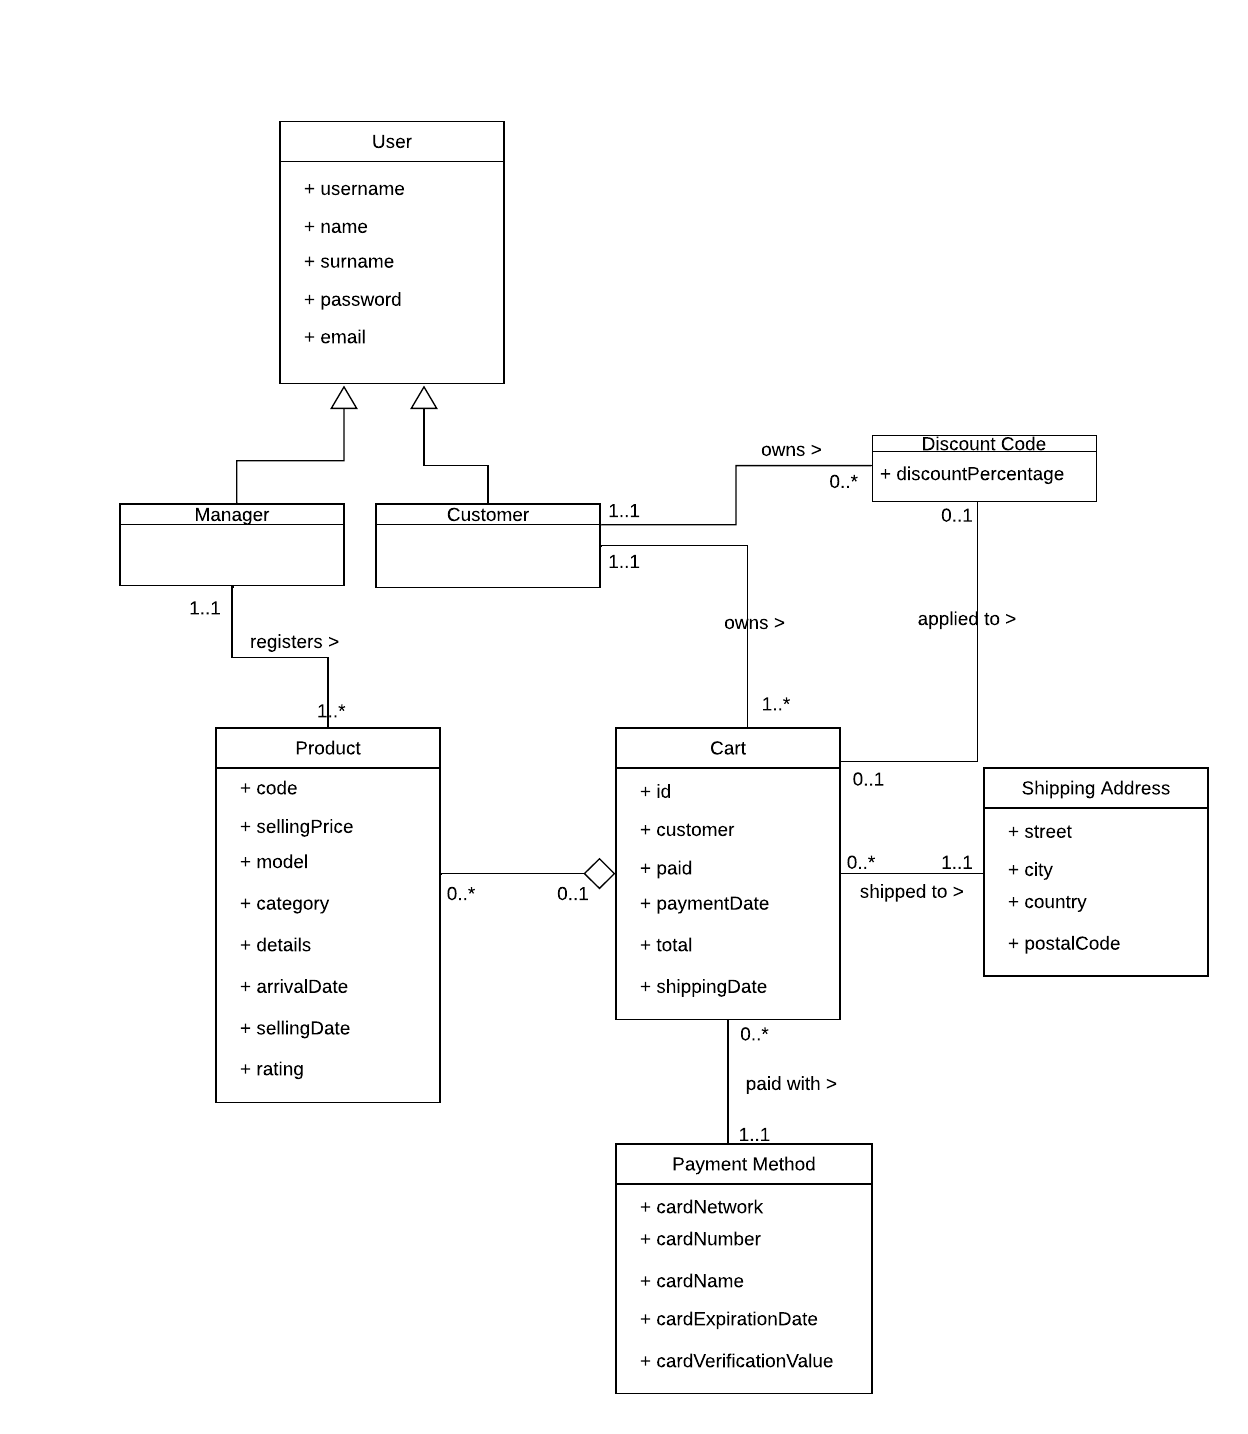 User
+ username
+ name
+ surname
+ password
+ email
owns >
0..*
Discount Code
+ discountPercentage
0..1
Manager
Customer
1..1
1..1
1..1
registers >
owns >
applied to >
1..*
1..*
Product
+ code
+ sellingPrice
+ model
+ category
+ details
+ arrivalDate
+ sellingDate
+ rating
0..*
0..1
Cart
+ id
+ customer
+ paid
+ paymentDate
+ total
+ shippingDate
0..1
0..*
1..1
shipped to >
Shipping Address
+ street
+ city
+ country
+ postalCode
0..*
paid with >
1..1
Payment Method
+ cardNetwork
+ cardNumber
+ cardName
+ cardExpirationDate
+ cardVerificationValue